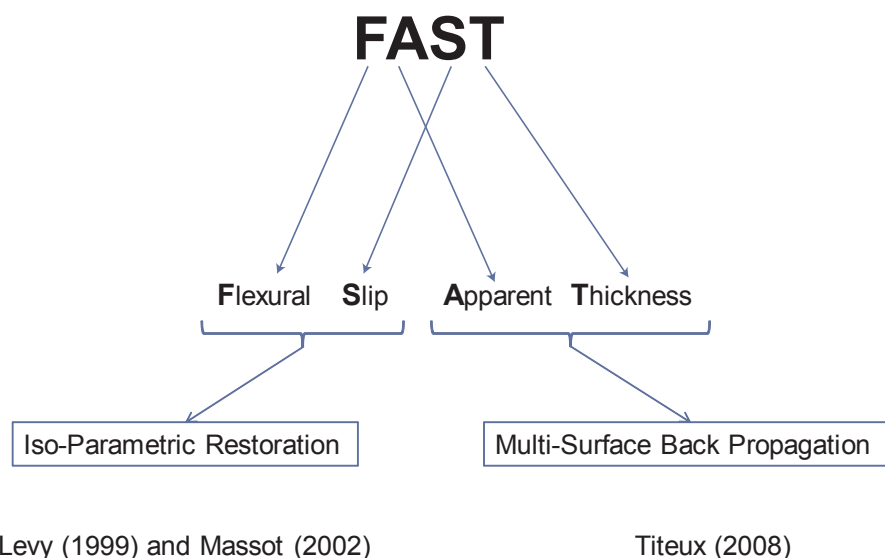 FAST
Flexural Slip Apparent Thickness
Iso-Parametric Restoration Multi-Surface Back Propagation
Levy (1999) and Massot (2002) Titeux (2008)